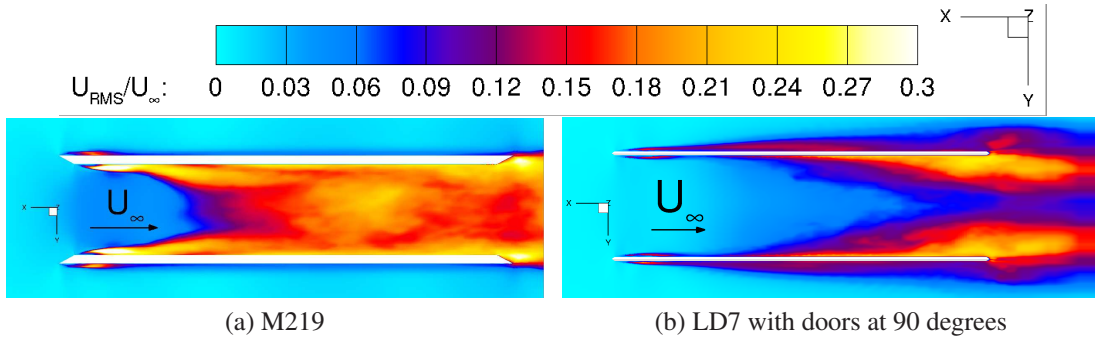 X Z
Y
U_RMS/U_∞: 0 0.03 0.06 0.09 0.12 0.15 0.18 0.21 0.24 0.27 0.3
U_∞ U_∞
X Z X Z
Y Y
(a) M219 (b) LD7 with doors at 90 degrees